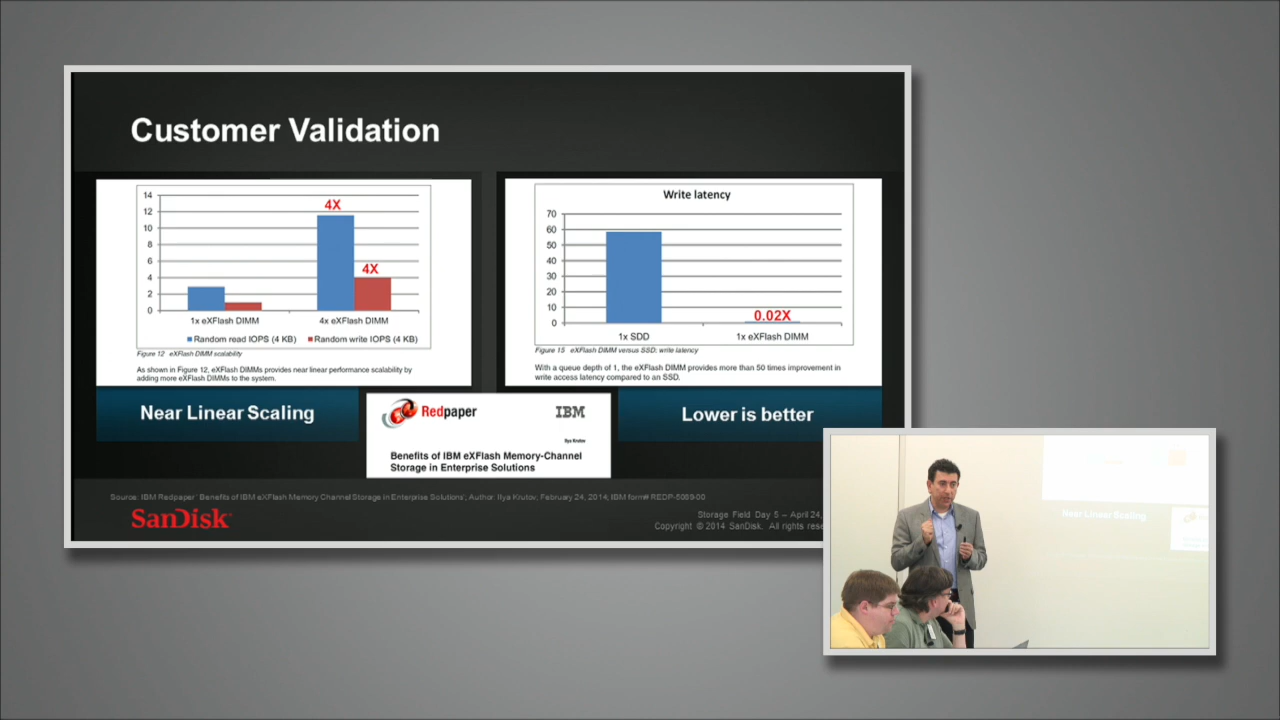 Customer Validation
14
12
10
8
6
4
2
0
4X
4X
1x eXFlash DIMM
4x eXFlash DIMM
Random read IOPS (4 KB)
Random write IOPS (4 KB)
Figure 12 eXFlash DIMM scalability
As shown in Figure 12, eXFlash DIMMs provides near linear performance scalability by
adding more eXFlash DIMMs to the system.
Near Linear Scaling
Write latency
70
60
50
40
30
20
10
0
0.02X
1x SDD
1x eXFlash DIMM
Figure 15 eXFlash DIMM versus SSD: write latency
With a queue depth of 1, the eXFlash DIMM provides more than 50 times improvement in
write access latency compared to an SSD.
Lower is better
Redpaper
IBM
Ilya Krutov
Benefits of IBM eXFlash Memory-Channel
Storage in Enterprise Solutions
Source: IBM Redpaper 'Benefits of IBM eXFlash Memory Channel Storage in Enterprise Solutions'; Author: Ilya Krutov; February 24, 2014; IBM form# REDP-5089-00
SanDisk
Storage Field Day 5 – April 24,
Copyright © 2014 SanDisk. All rights rese
Near Linear Scaling